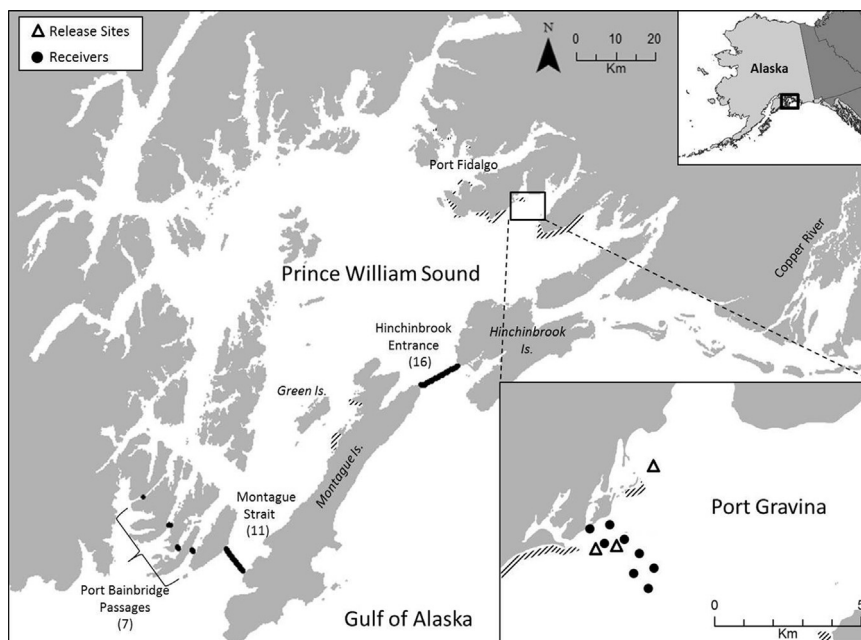 Release Sites
Receivers
N
0 10 20
Km
Alaska
Port Fidalgo
Copper River
Prince William Sound
Hinchinbrook
Entrance
(16)
Hinchinbrook
Is.
Green Is.
Montague Is.
Montague
Strait
(11)
Port Bainbridge
Passages
(7)
Gulf of Alaska
Port Gravina
0 5
Km